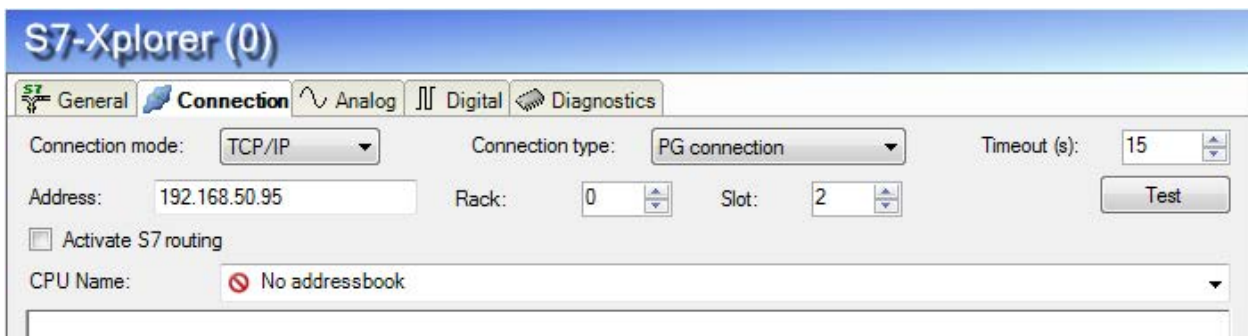 S7-Xplorer (0)
S7 General Connection Analog Digital Diagnostics
Connection mode: TCP/IP Connection type: PG connection Timeout (s): 15
Address: 192.168.50.95 Rack: 0 Slot: 2 Test
Activate S7 routing
CPU Name: No addressbook